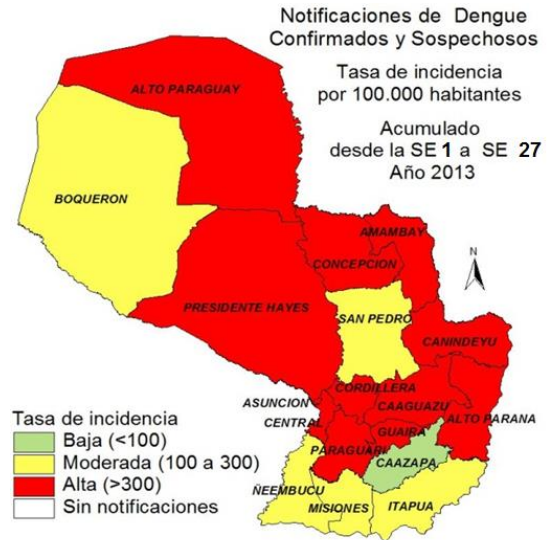 Notificaciones de Dengue
Confirmados y Sospechosos
Tasa de incidencia
por 100.000 habitantes
Acumulado
desde la SE 1 a SE 27
Año 2013
ALTO PARAGUAY
BOQUERON
AMAMBAY
CONCEPCION
N
PRESIDENTE HAYES
SAN PEDRO
CANINDEYU
CORDILLERA
ASUNCION
CAAGUAZU
CENTRAL
ALTO PARANA
GUAIRA
PARAGUARI
CAAZAPA
ÑEEMBUCU
MISIONES
ITAPUA
Tasa de incidencia
Baja (<100)
Moderada (100 a 300)
Alta (>300)
Sin notificaciones